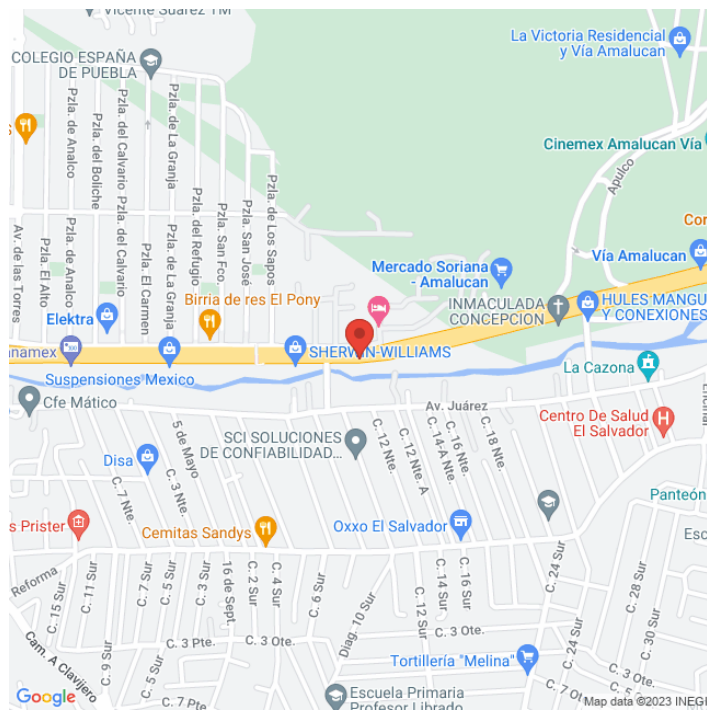 Vicente Suárez TM
COLEGIO ESPAÑA
DE PUEBLA
La Victoria Residencial
y Vía Amalucan
Cinemex Amalucan Vía
Apulco
Pzla. de Analco
Pzla. del Boliche
Pzla. del Calvario
Pzla. de La Granja
Pzla. del Refugio
Pzla. San Fco.
Pzla. San José
Pzla. de Los Sapos
Av. de las Torres
Pzla. El Alto
Pzla. de Analco
Pzla. del Calvario
Pzla. El Carmen
Pzla. de La Granja
Cor
Vía Amalucan
Mercado Soriana
- Amalucan
INMACULADA
CONCEPCION
HULES MANGU
Y CONEXIONES
Birria de res El Pony
Elektra
anamex
SHERWIN-WILLIAMS
Suspensiones Mexico
La Cazona
Cfe Mático
Av. Juárez
Encinar
Centro De Salud
El Salvador
SCI SOLUCIONES
DE CONFIABILIDAD...
5 de Mayo
C. 3 Nte.
C. 7 Nte.
C. 12 Nte.
C. 12 Nte. A
C. 14-A Nte.
C. 16 Nte.
C. 18 Nte.
Disa
Panteón
s Prister
Cemitas Sandys
Oxxo El Salvador
Esc
Reforma
C. 15 Sur
C. 11 Sur
C. 7 Sur
C. 5 Sur
C. 3 Sur
16 de Sept.
C. 2 Sur
C. 4 Sur
C. 6 Sur
Diag. 10 Sur
C. 12 Sur
C. 14 Sur
C. 16 Sur
C. 24 Sur
C. 28 Sur
C. 30 Sur
Cam. A Clavijero
C. 9 Sur
C. 5 Sur
C. 3 Pte.
C. 3 Ote.
C. 3 Ote.
Tortillería "Melina"
C. 24 Sur
C. 7 Ote
Escuela Primaria
Profesor Librado
Google
Map data ©2023 INEGI